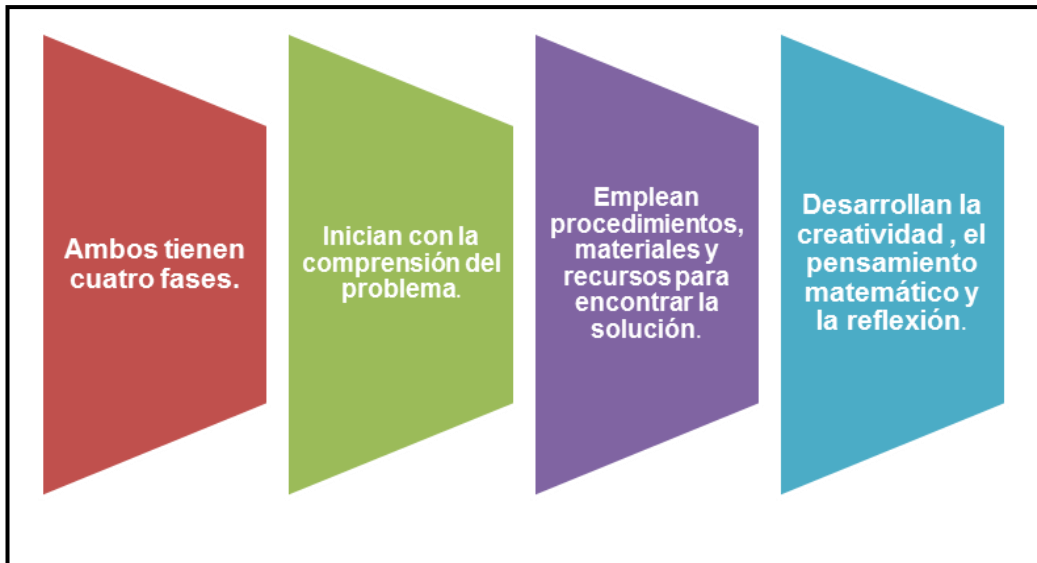 Ambos tienen
cuatro fases.
Inician con la
comprensión del
problema.
Emplean
procedimientos,
materiales y
recursos para
encontrar la
solución.
Desarrollan la
creatividad , el
pensamiento
matemático y
la reflexión.